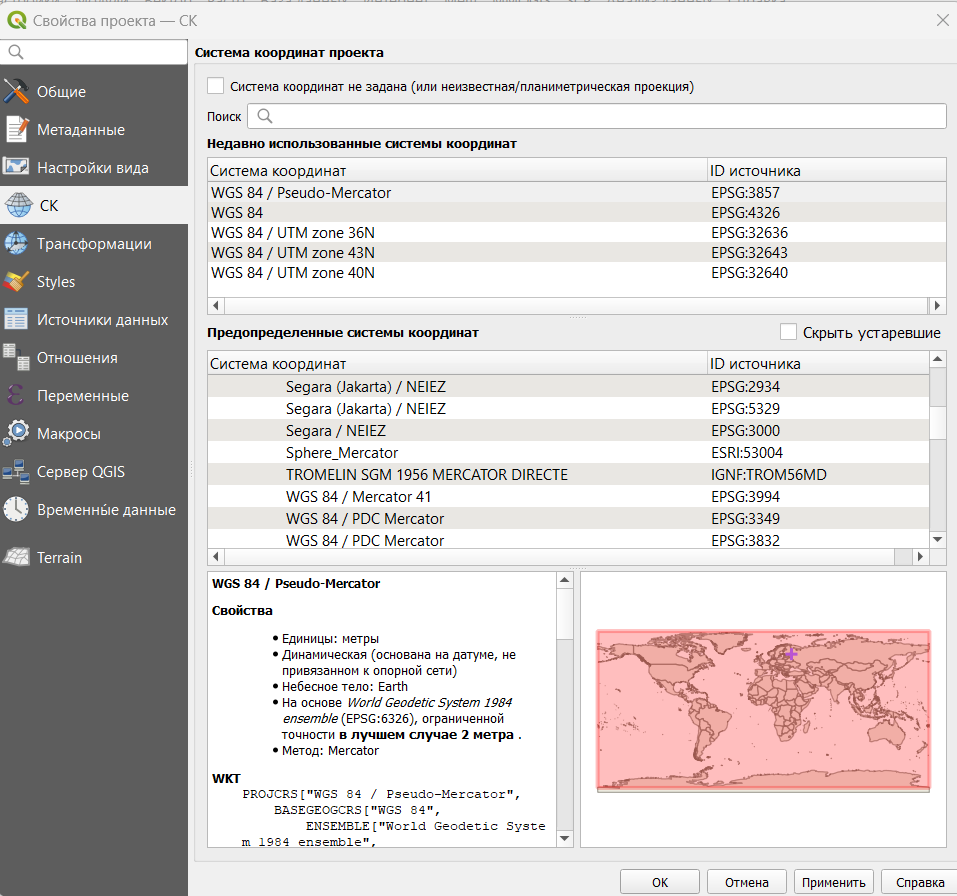 Свойства проекта — СК
Система координат проекта
Общие
Метаданные
Настройки вида
СК
Трансформации
Styles
Источники данных
Отношения
Переменные
Макросы
Сервер QGIS
Временны́е данные
Terrain
Система координат не задана (или неизвестная/планиметрическая проекция)
Поиск
Недавно использованные системы координат
Система координат ID источника
WGS 84 / Pseudo-Mercator EPSG:3857
WGS 84 EPSG:4326
WGS 84 / UTM zone 36N EPSG:32636
WGS 84 / UTM zone 43N EPSG:32643
WGS 84 / UTM zone 40N EPSG:32640
Предопределенные системы координат Скрыть устаревшие
Система координат ID источника
Segara (Jakarta) / NEIEZ EPSG:2934
Segara (Jakarta) / NEIEZ EPSG:5329
Segara / NEIEZ EPSG:3000
Sphere_Mercator ESRI:53004
TROMELIN SGM 1956 MERCATOR DIRECTE IGNF:TROM56MD
WGS 84 / Mercator 41 EPSG:3994
WGS 84 / PDC Mercator EPSG:3349
WGS 84 / PDC Mercator EPSG:3832
WGS 84 / Pseudo-Mercator
Свойства
• Единицы: метры
• Динамическая (основана на датуме, не
привязанном к опорной сети)
• Небесное тело: Earth
• На основе World Geodetic System 1984
ensemble (EPSG:6326), ограниченной
точности в лучшем случае 2 метра .
• Метод: Mercator
WKT
PROJCRS["WGS 84 / Pseudo-Mercator",
BASEGEOGCRS["WGS 84",
ENSEMBLE["World Geodetic Syste
m 1984 ensemble",
OK
Отмена
Применить
Справка